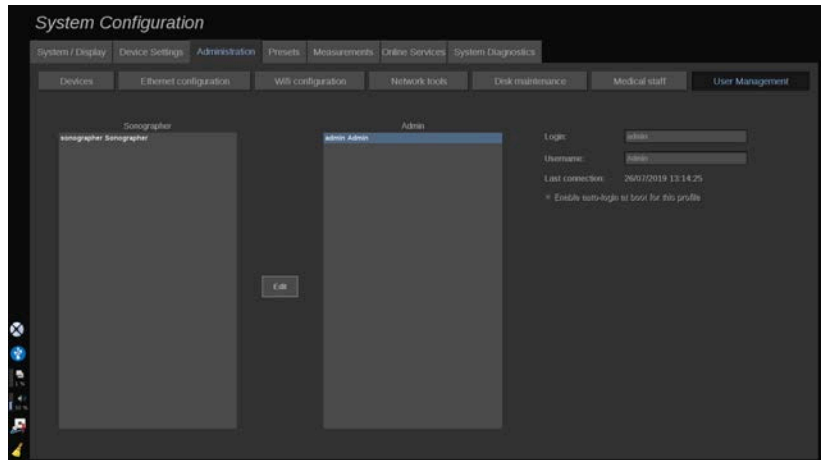 System Configuration
System / Display Device Settings Administration Presets Measurements Online Services System Diagnostics
Devices Ethernet configuration Wifi configuration Network tools Disk maintenance Medical staff User Management
Sonographer Admin
sonographer Sonographer admin Admin
Login: admin
Username: Admin
Last connection: 26/07/2019 13:14:25
Enable auto-login at boot for this profile
Edit